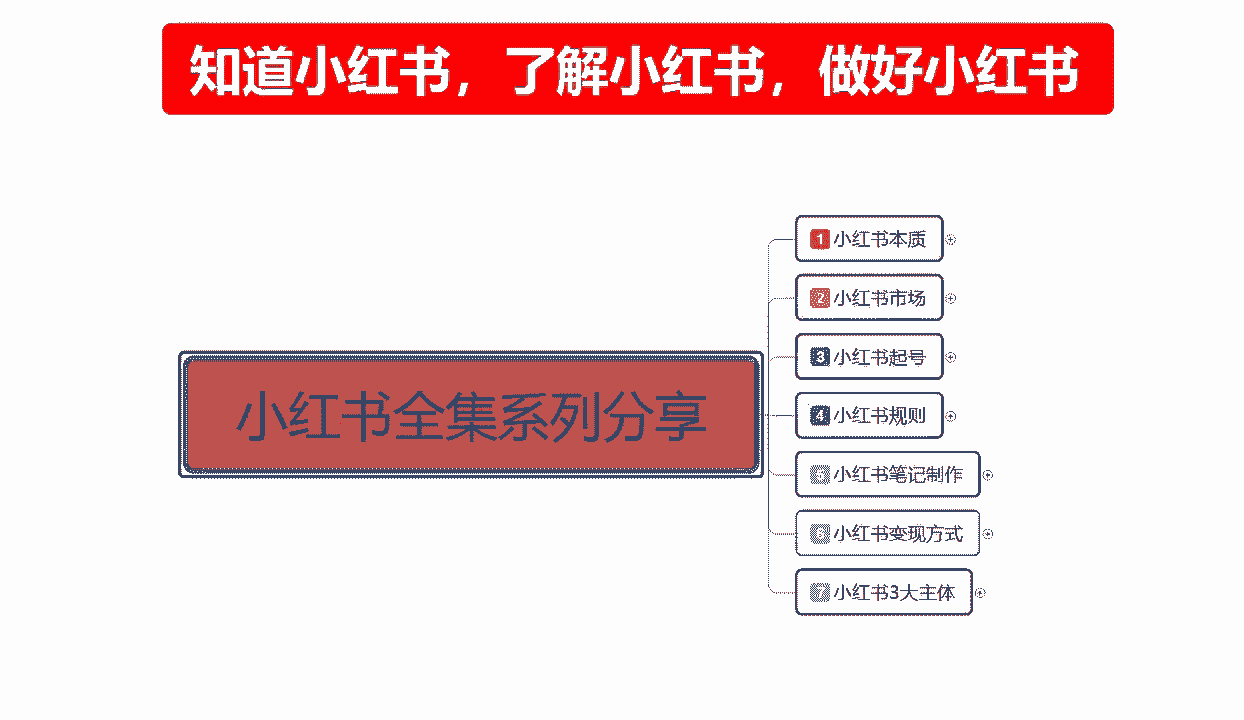 知道小红书，了解小红书，做好小红书
小红书全集系列分享
1 小红书本质
2 小红书市场
3 小红书起号
4 小红书规则
5 小红书笔记制作
6 小红书变现方式
7 小红书3大主体